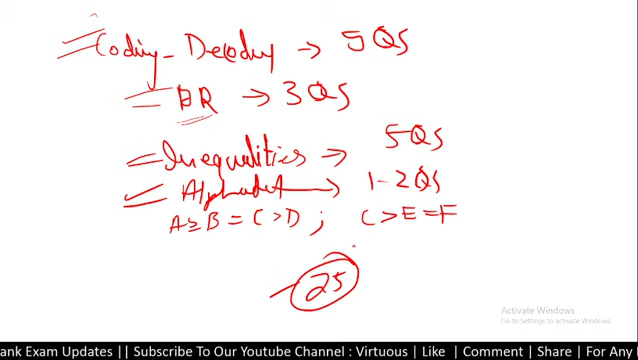 Coding - Decoding → 5 QS
BR → 3 QS
Inequalities → 5 QS
Alphabet → 1-2 QS
A ≥ B = C > D ; C > E = F
25
Activate Windows
Go to Settings to activate Windows.
ank Exam Updates || Subscribe To Our Youtube Channel : Virtuous | Like | Comment | Share | For Any